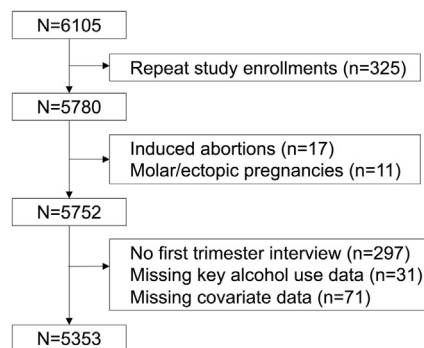 N=6105
Repeat study enrollments (n=325)
N=5780
Induced abortions (n=17)
Molar/ectopic pregnancies (n=11)
N=5752
No first trimester interview (n=297)
Missing key alcohol use data (n=31)
Missing covariate data (n=71)
N=5353